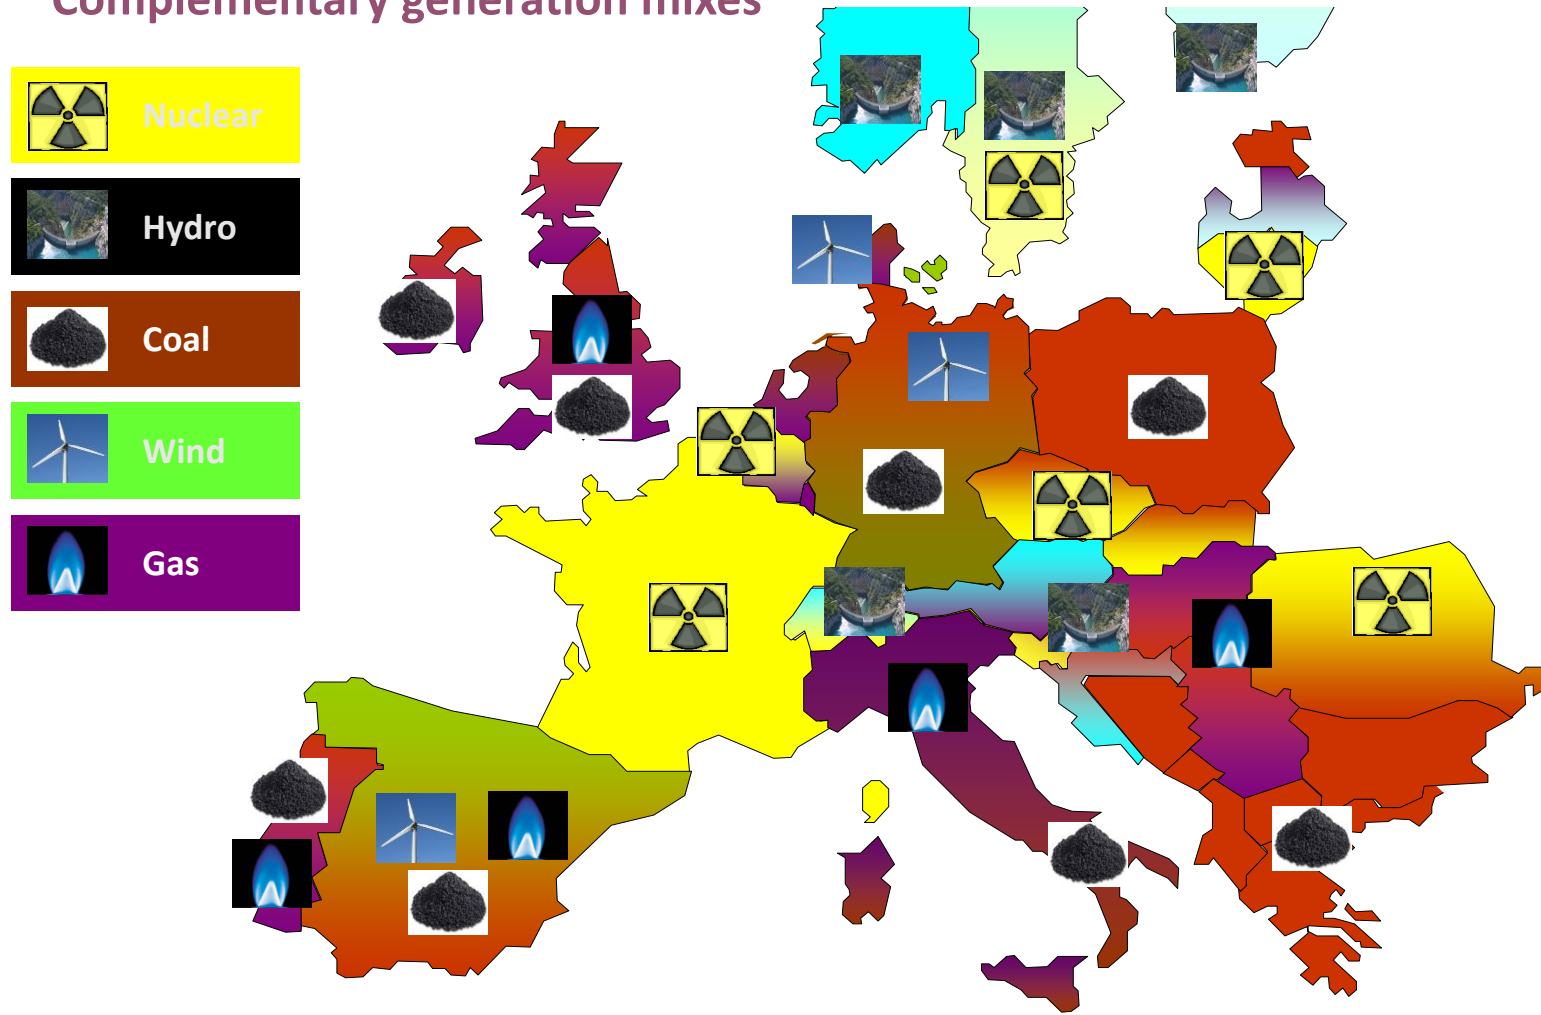 Complementary generation mixes
Nuclear
Hydro
Coal
Wind
Gas